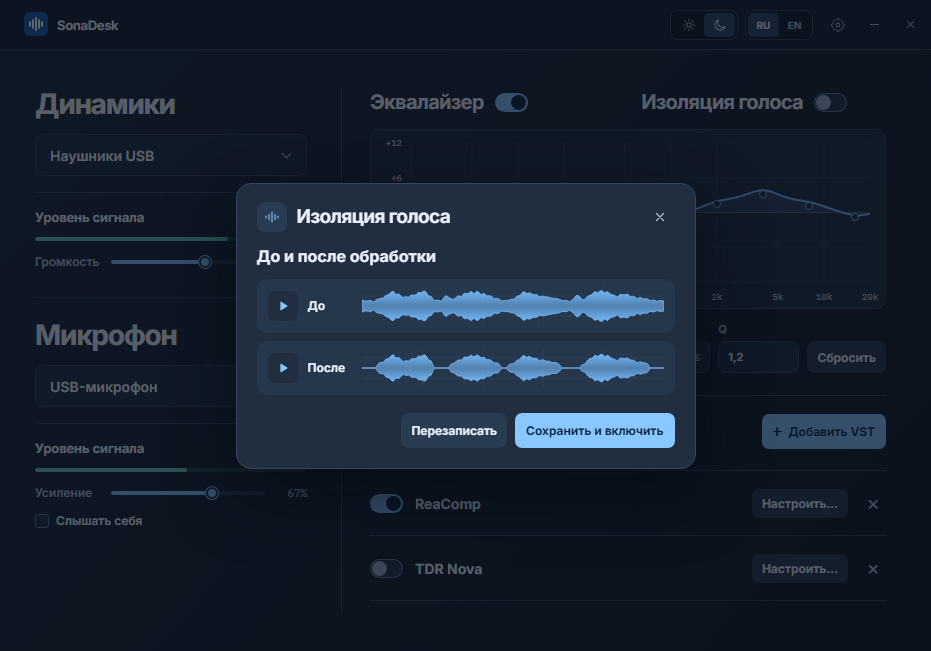 SonaDesk
RU EN
Динамики
Наушники USB
Уровень сигнала
Громкость
Микрофон
USB-микрофон
Уровень сигнала
Усиление 67%
Слышать себя
Эквалайзер
Изоляция голоса
+12
+6
2k 5k 10k 20k
Q
1,2
Сбросить
+ Добавить VST
ReaComp
Настроить...
TDR Nova
Настроить...
Изоляция голоса
До и после обработки
До
После
Перезаписать
Сохранить и включить